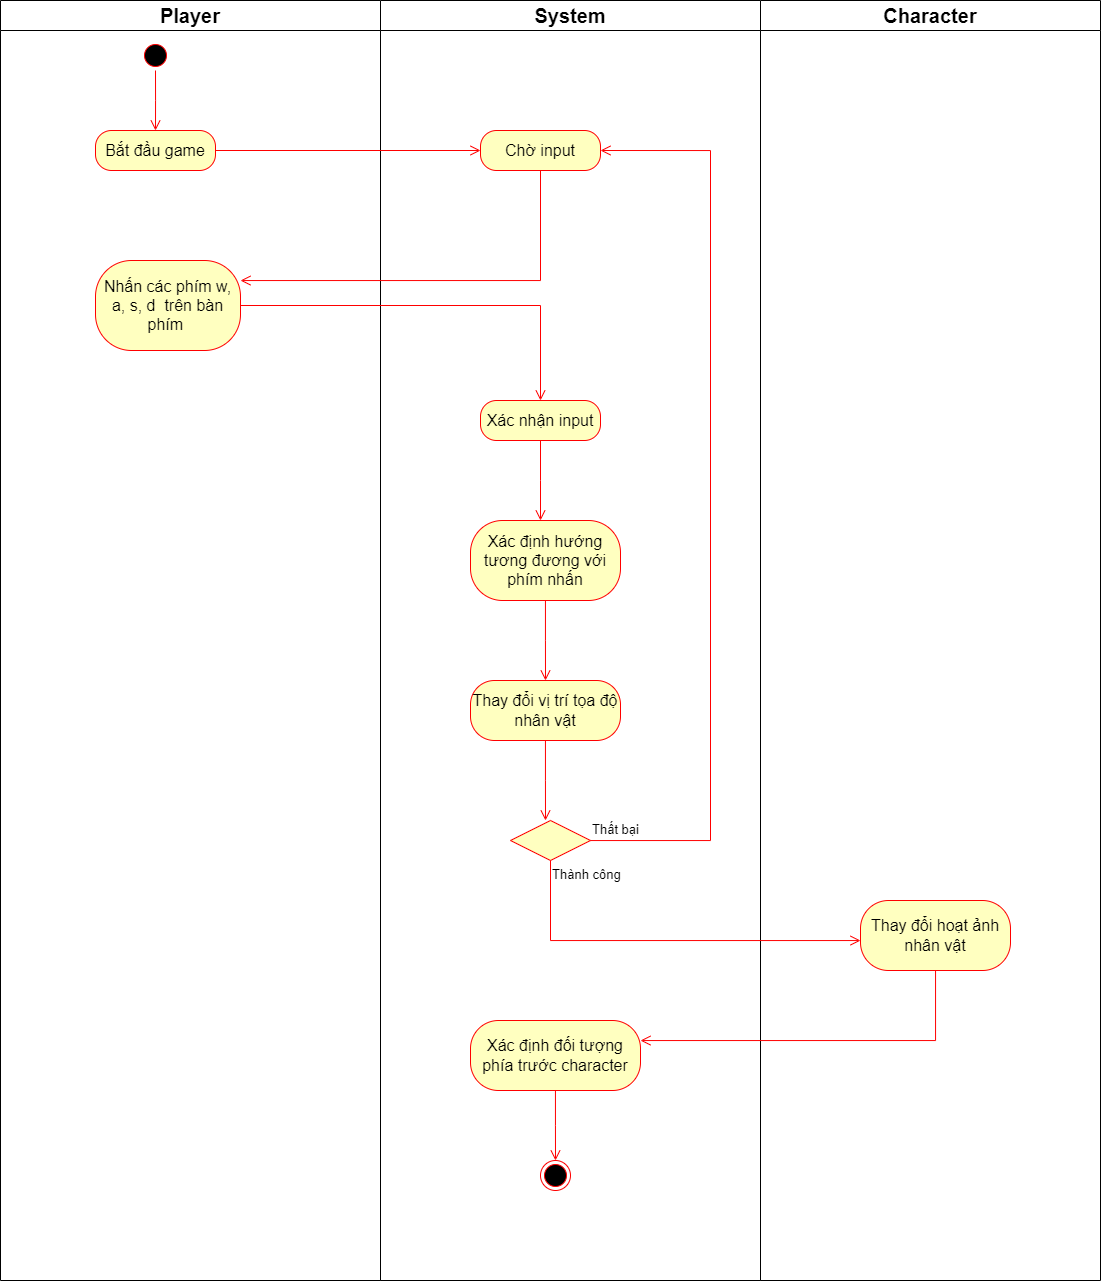 Player
System
Character
Bắt đầu game
Chờ input
Nhấn các phím w,
a, s, d trên bàn
phím
Xác nhận input
Xác định hướng
tương đương với
phím nhấn
Thay đổi vị trí tọa độ
nhân vật
Thất bại
Thành công
Thay đổi hoạt ảnh
nhân vật
Xác định đối tượng
phía trước character